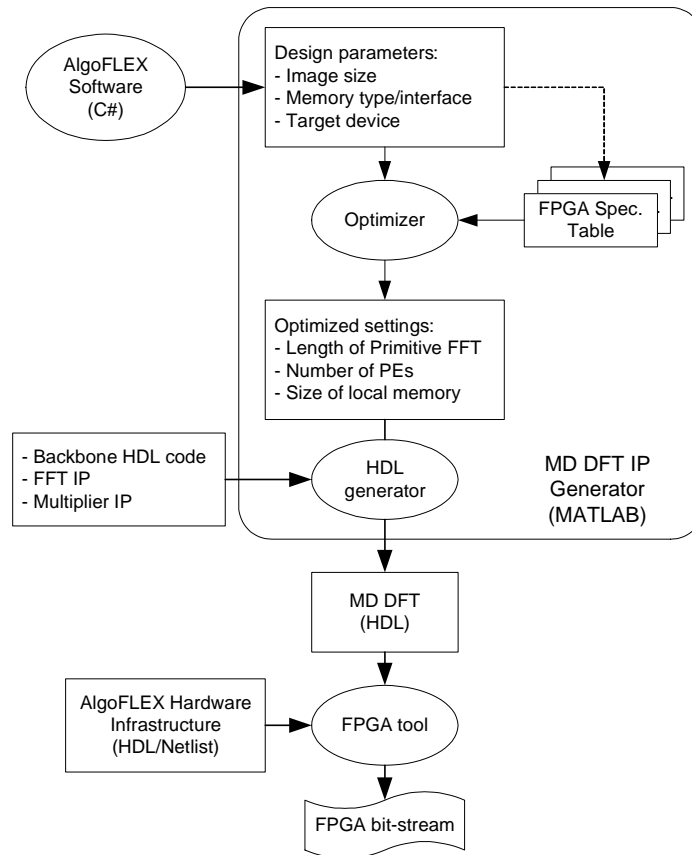 AlgoFLEX
Software
(C#)
Design parameters:
- Image size
- Memory type/interface
- Target device
Optimizer
FPGA Spec.
Table
Optimized settings:
- Length of Primitive FFT
- Number of PEs
- Size of local memory
- Backbone HDL code
- FFT IP
- Multiplier IP
HDL
generator
MD DFT IP
Generator
(MATLAB)
MD DFT
(HDL)
AlgoFLEX Hardware
Infrastructure
(HDL/Netlist)
FPGA tool
FPGA bit-stream